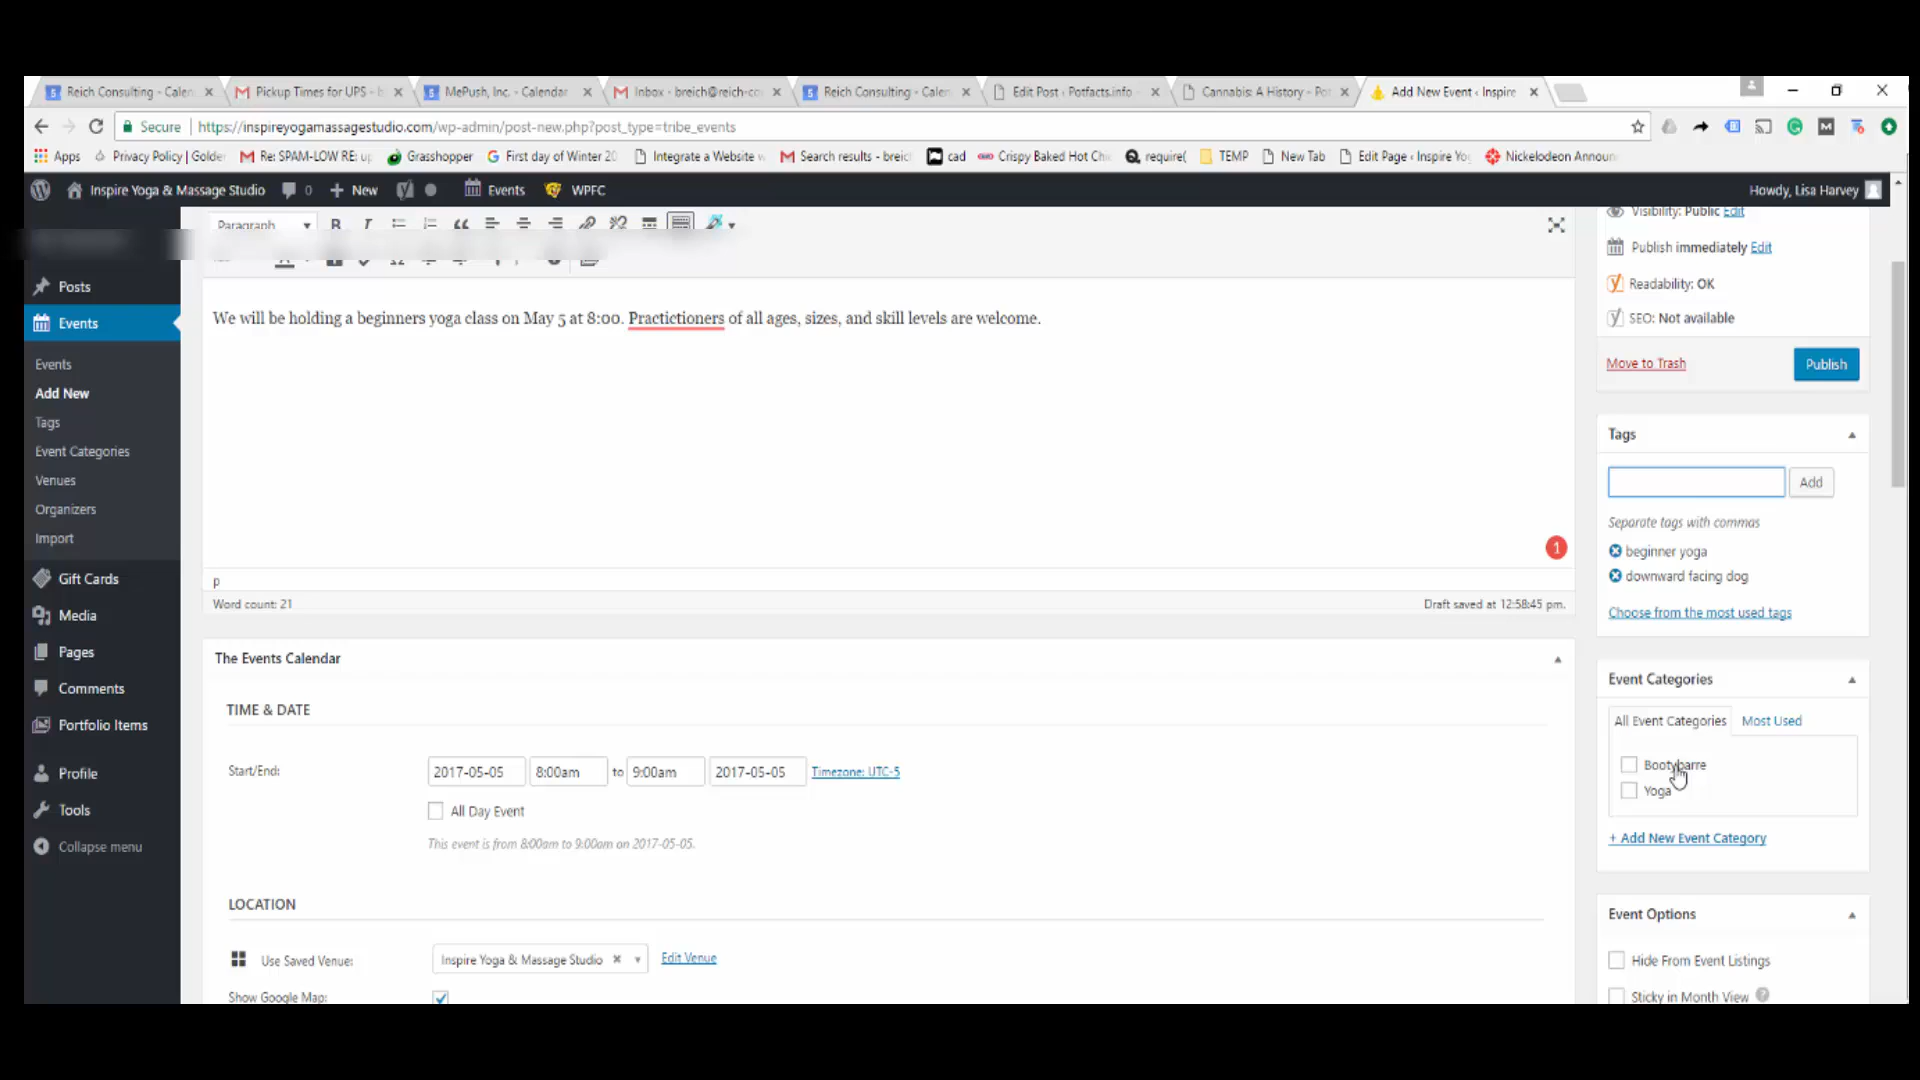 Reich Consulting - Calen
Pickup Times for UPS - b
MePush, Inc. - Calendar
Inbox - breich@reich-co
Reich Consulting - Calen
Edit Post ‹ Potfacts.info -
Cannabis: A History - Pot
Add New Event ‹ Inspire
Secure
https://inspireyogamassagestudio.com/wp-admin/post-new.php?post_type=tribe_events
Apps
Privacy Policy | Golde
Re: SPAM-LOW RE: up
Grasshopper
First day of Winter 20
Integrate a Website w
Search results - breic
cad
Crispy Baked Hot Chi
require(
TEMP
New Tab
Edit Page ‹ Inspire Yo
Nickelodeon Announ
Inspire Yoga & Massage Studio
0
New
Events
WPFC
Howdy, Lisa Harvey
Posts
Events
Events
Add New
Tags
Event Categories
Venues
Organizers
Import
Gift Cards
Media
Pages
Comments
Portfolio Items
Profile
Tools
Collapse menu
Paragraph
We will be holding a beginners yoga class on May 5 at 8:00. Practictioners of all ages, sizes, and skill levels are welcome.
1
p
Word count: 21
Draft saved at 12:58:45 pm.
The Events Calendar
TIME & DATE
Start/End:
2017-05-05 8:00am to 9:00am 2017-05-05 Timezone: UTC-5
All Day Event
This event is from 8:00am to 9:00am on 2017-05-05.
LOCATION
Use Saved Venue:
Inspire Yoga & Massage Studio
Edit Venue
Show Google Map:
Visibility: Public Edit
Publish immediately Edit
Readability: OK
SEO: Not available
Move to Trash
Publish
Tags
Add
Separate tags with commas
beginner yoga
downward facing dog
Choose from the most used tags
Event Categories
All Event Categories
Most Used
Bootybarre
Yoga
+ Add New Event Category
Event Options
Hide From Event Listings
Sticky in Month View